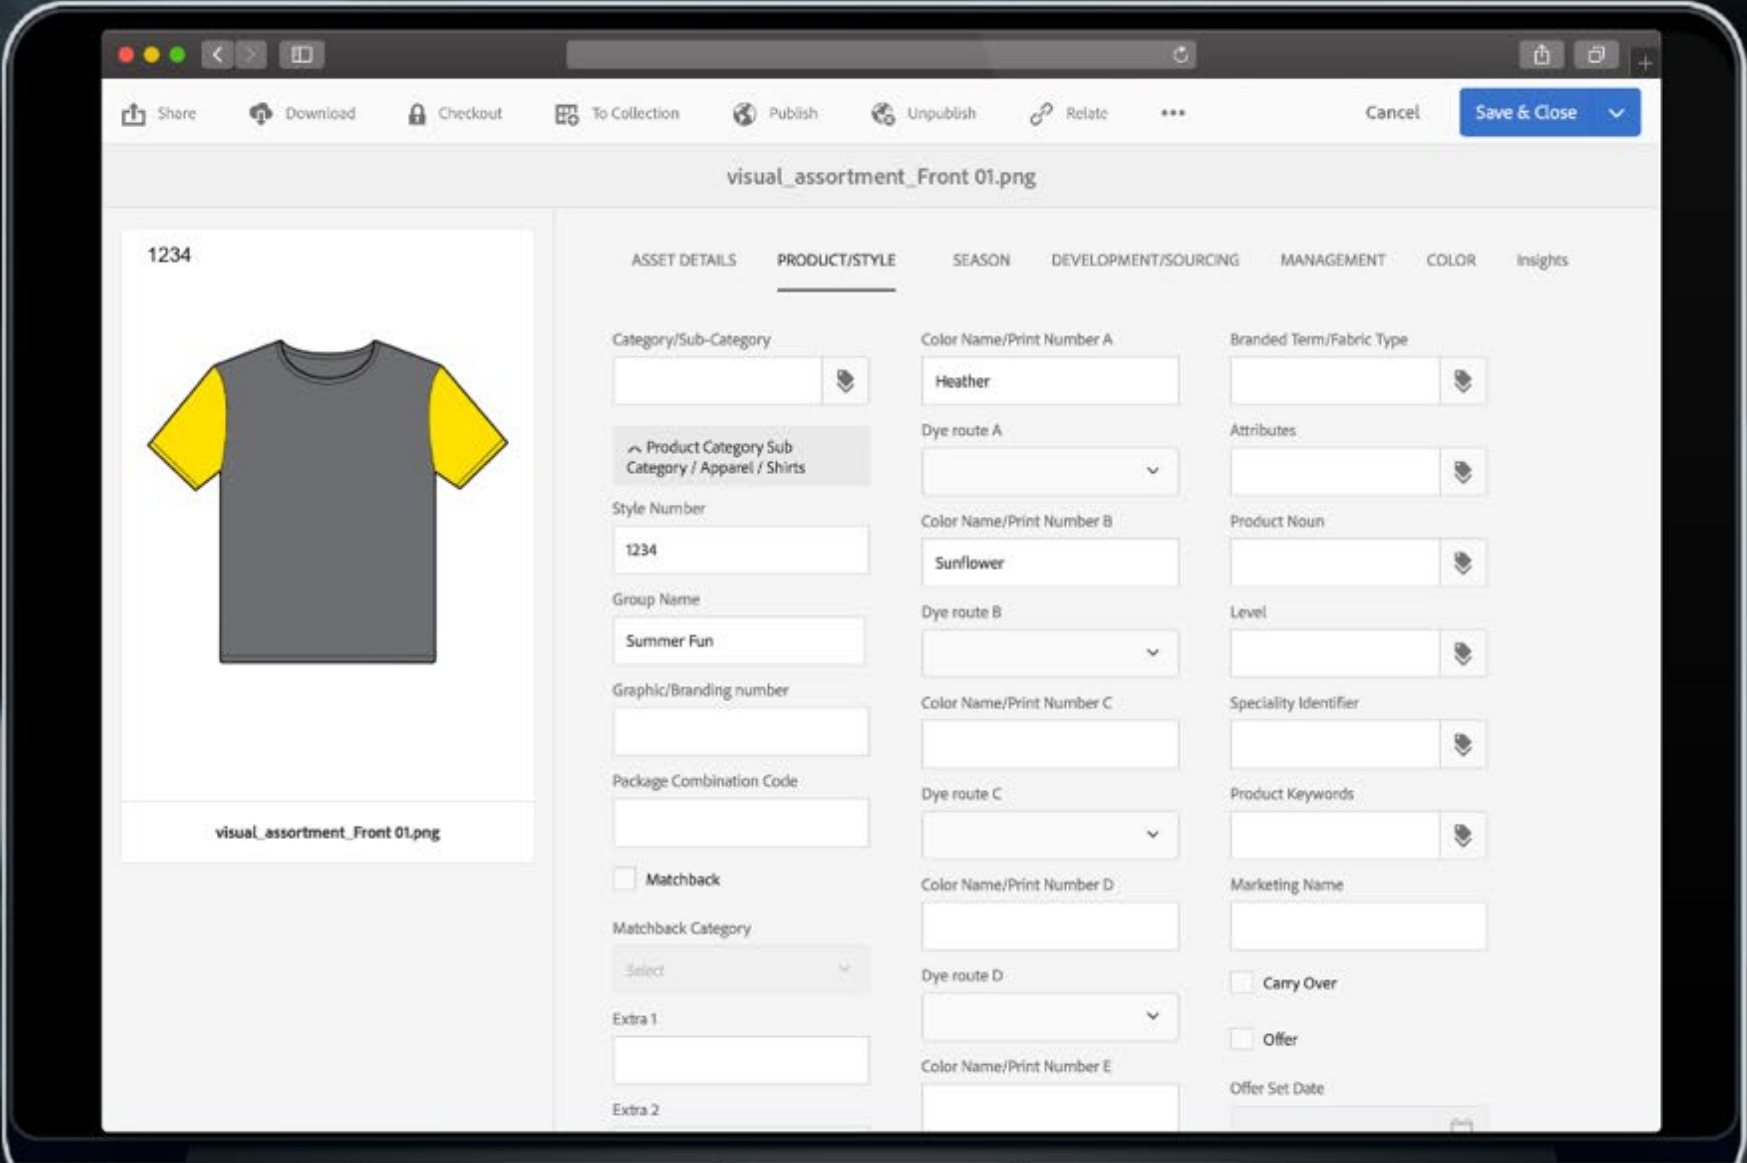 Share Download Checkout To Collection Publish Unpublish Relate ••• Cancel Save & Close
visual_assortment_Front 01.png
1234
visual_assortment_Front 01.png
ASSET DETAILS PRODUCT/STYLE SEASON DEVELOPMENT/SOURCING MANAGEMENT COLOR Insights
Category/Sub-Category
Product Category Sub
Category / Apparel / Shirts
Style Number
1234
Group Name
Summer Fun
Graphic/Branding number
Package Combination Code
Matchback
Matchback Category
Select
Extra 1
Extra 2
Color Name/Print Number A
Heather
Dye route A
Color Name/Print Number B
Sunflower
Dye route B
Color Name/Print Number C
Dye route C
Color Name/Print Number D
Dye route D
Color Name/Print Number E
Branded Term/Fabric Type
Attributes
Product Noun
Level
Speciality Identifier
Product Keywords
Marketing Name
Carry Over
Offer
Offer Set Date